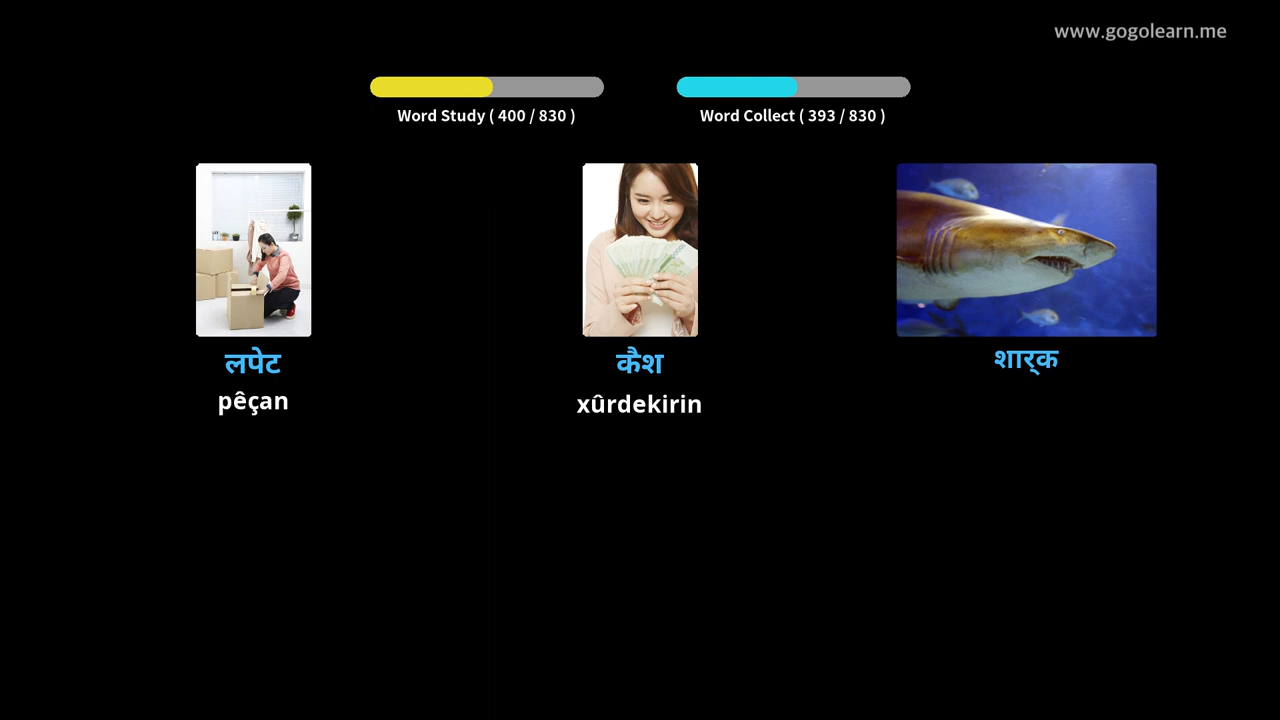 www.gogolearn.me
Word Study ( 400 / 830 )
Word Collect ( 393 / 830 )
लपेट
कैश
शार्क
pêçan
xûrdekirin